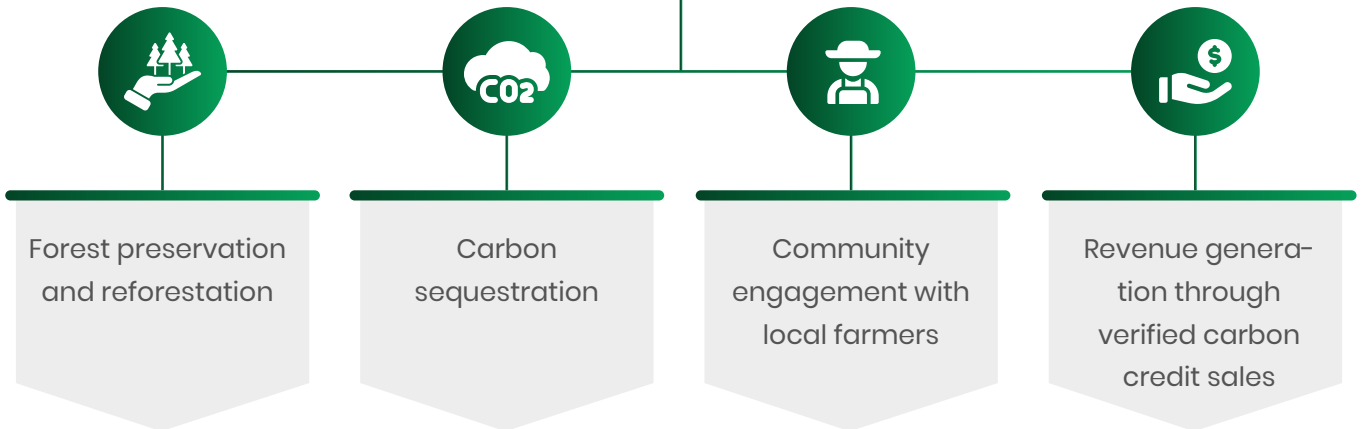 CO2
Forest preservation
and reforestation
Carbon
sequestration
Community
engagement with
local farmers
$
Revenue genera-
tion through
verified carbon
credit sales